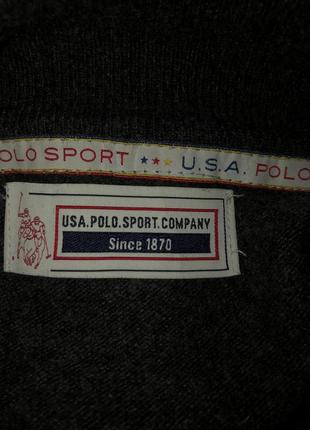 POLO SPORT *** U.S.A. POLO
USA.POLO.SPORT.COMPANY
Since 1870